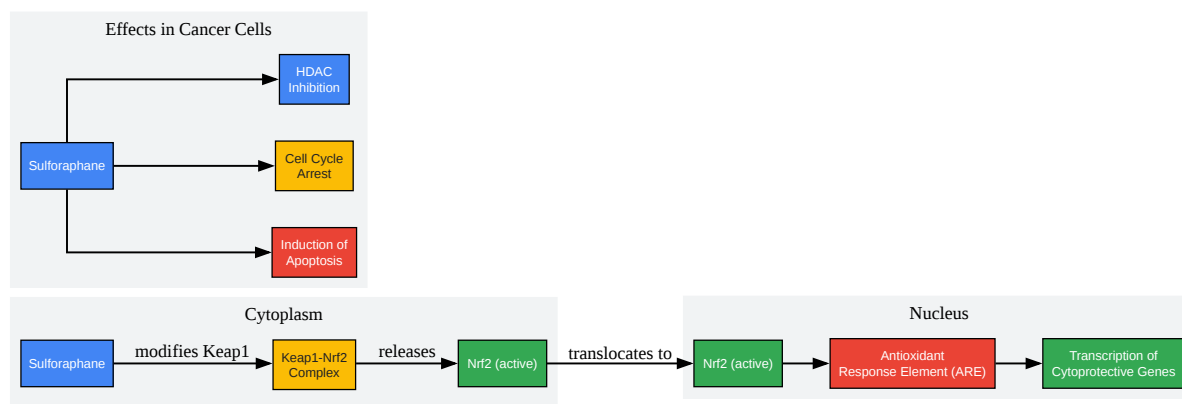 Effects in Cancer Cells
HDAC
Inhibition
Sulforaphane
Cell Cycle
Arrest
Induction of
Apoptosis
Cytoplasm
Nucleus
Sulforaphane
modifies Keap1
Keap1-Nrf2
Complex
releases
Nrf2 (active)
translocates to
Nrf2 (active)
Antioxidant
Response Element (ARE)
Transcription of
Cytoprotective Genes